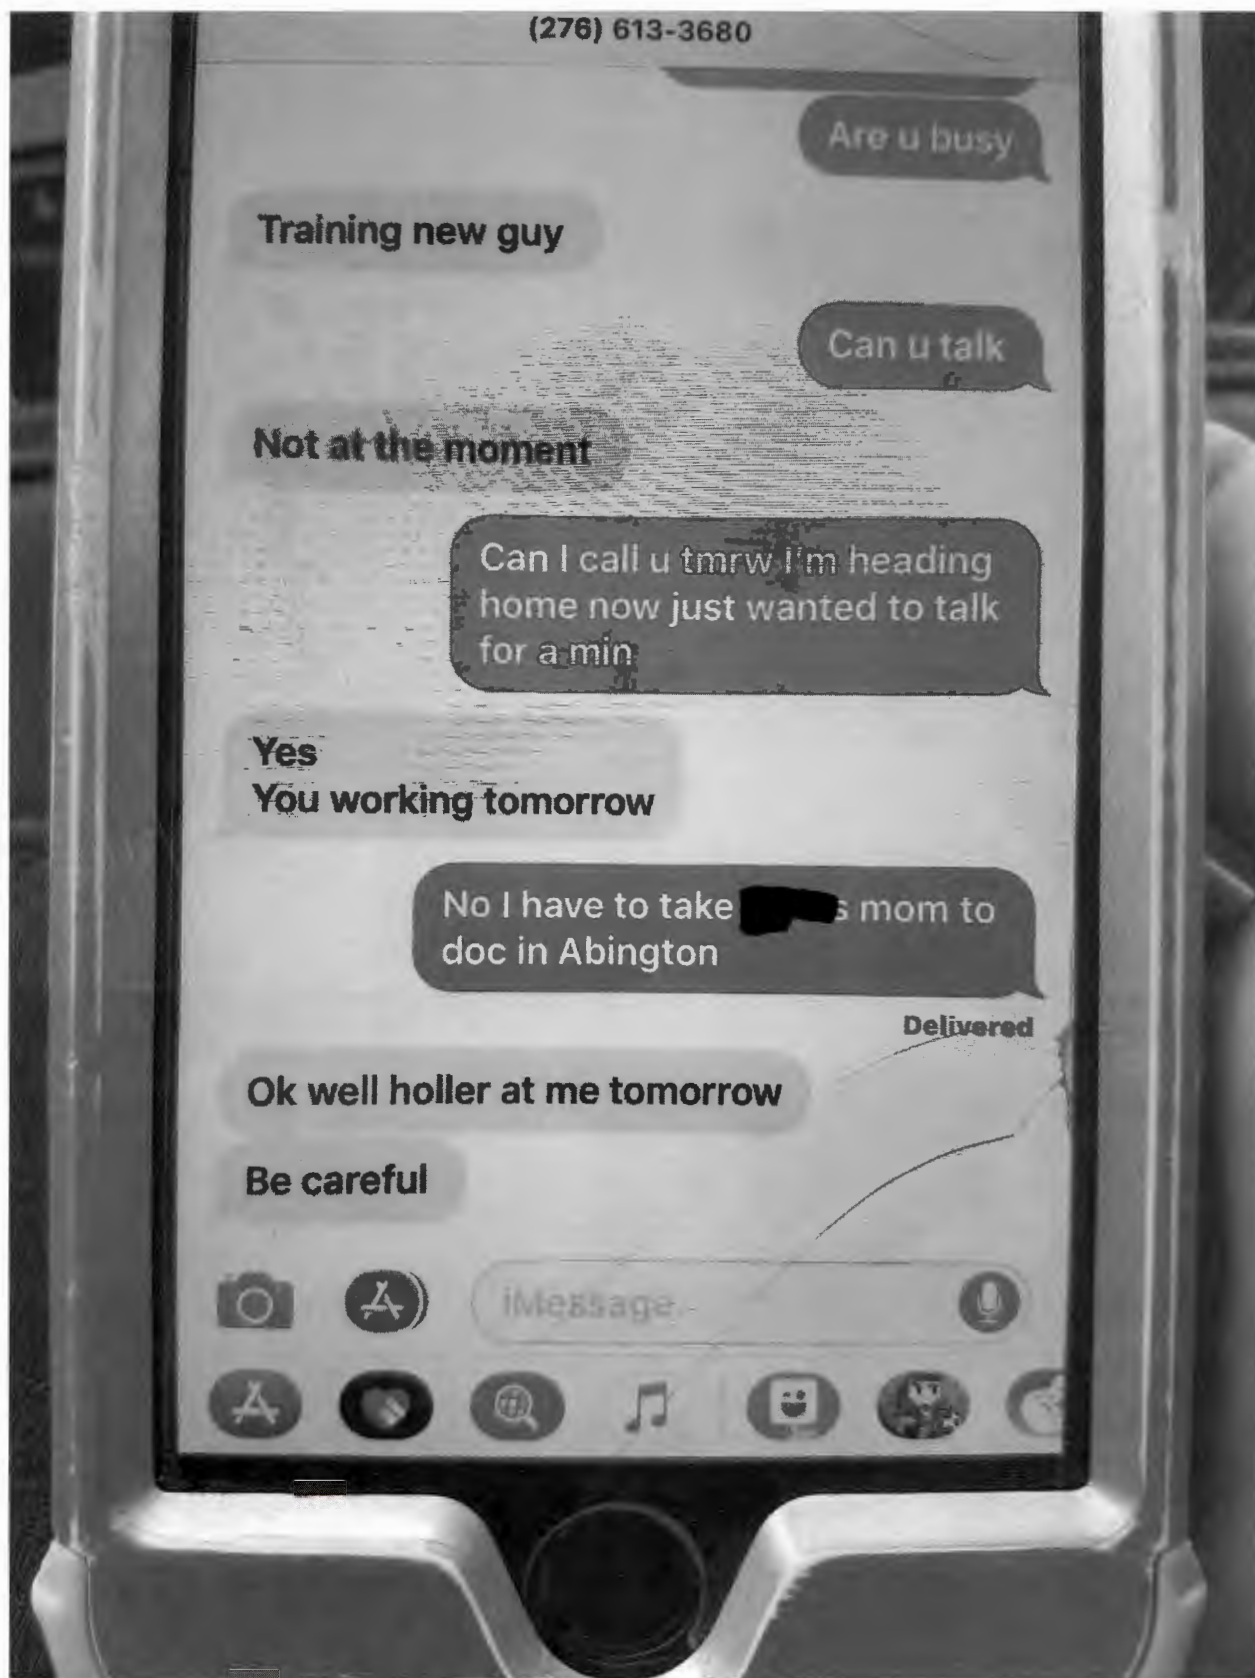 (276) 613-3680
Are u busy
Training new guy
Can u talk
Not at the moment
Can I call u tmrw I'm heading
home now just wanted to talk
for a min
Yes
You working tomorrow
No I have to take s mom to
doc in Abington
Delivered
Ok well holler at me tomorrow
Be careful
iMessage